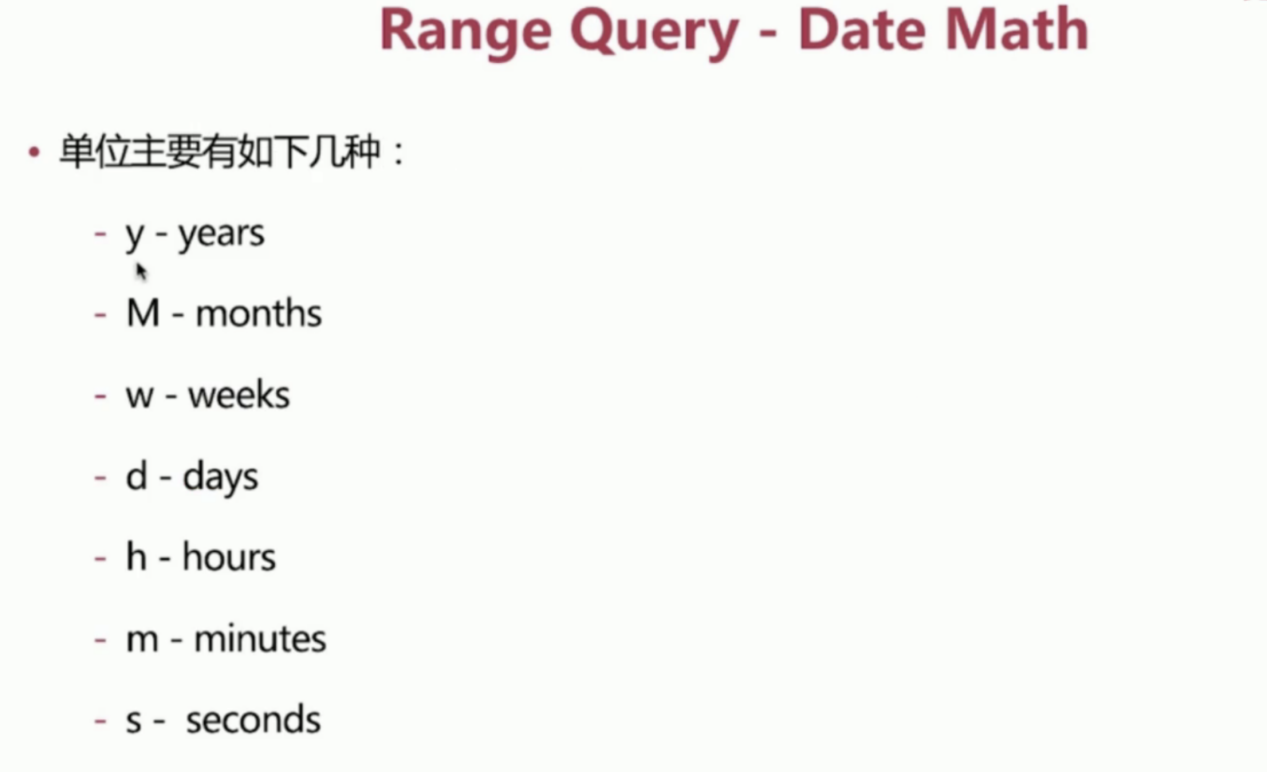 Range Query - Date Math
• 单位主要有如下几种：
- y - years
- M - months
- w - weeks
- d - days
- h - hours
- m - minutes
- s - seconds